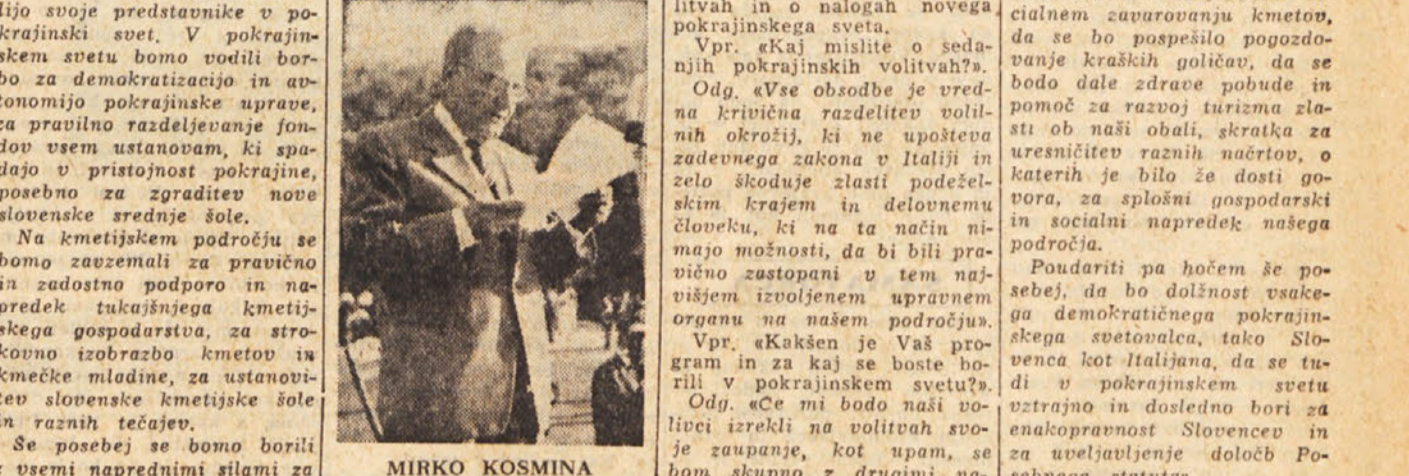 lijo svoje predstavnike v po-
krajinski svet. V pokrajin-
skem svetu bomo vodili bor-
bo za demokratizacijo in av-
tonomijo pokrajinske uprave,
za pravilno razdeljevanje fon-
dov vsem ustanovam, ki spa-
dajo v pristojnost pokrajine,
posebno za zgraditev nove
slovenske srednje šole.
Na kmetijskem področju se
bomo zavzemali za pravično
in zadostno podporo in na-
predek tukajšnjega kmetij-
skega gospodarstva, za stro-
kovno izobrazbo kmetov in
kmečke mladine, za ustanovi-
tev slovenske kmetijske šole
in raznih tečajev.
Še posebej se bomo borili
z vsemi naprednimi silami za
MIRKO KOSMINA
litvah in o nalogah novega
pokrajinskega sveta.
Vpr. «Kaj mislite o seda-
njih pokrajinskih volitvah?».
Odg. «Vse obsodbe je vred-
na krivična razdelitev volil-
nih okrožij, ki ne upošteva
zadevnega zakona v Italiji in
zelo škoduje zlasti podežel-
skim krajem in delovnemu
človeku, ki na ta način ni-
majo možnosti, da bi bili pra-
vično zastopani v tem naj-
višjem izvoljenem upravnem
organu na našem področju».
Vpr. «Kakšen je Vaš pro-
gram in za kaj se boste bo-
rili v pokrajinskem svetu?».
Odg. «Če mi bodo naši vo-
livci izrekli na volitvah svo-
je zaupanje, kot upam, se
bom skupno z drugimi na-
cialnem zavarovanju kmetov,
da se bo pospešilo pogozdo-
vanje kraških goličav, da se
bodo dale zdrave pobude in
pomoč za razvoj turizma zla-
sti ob naši obali, skratka za
uresničitev raznih načrtov, o
katerih je bilo že dosti go-
vora, za splošni gospodarski
in socialni napredek našega
področja.
Poudariti pa hočem še po-
sebej, da bo dolžnost vsake-
ga demokratičnega pokrajin-
skega svetovalca, tako Slo-
venca kot Italijana, da se tu-
di v pokrajinskem svetu
vztrajno in dosledno bori za
enakopravnost Slovencev in
za uveljavljenje določb Po-
sebnega statuta»